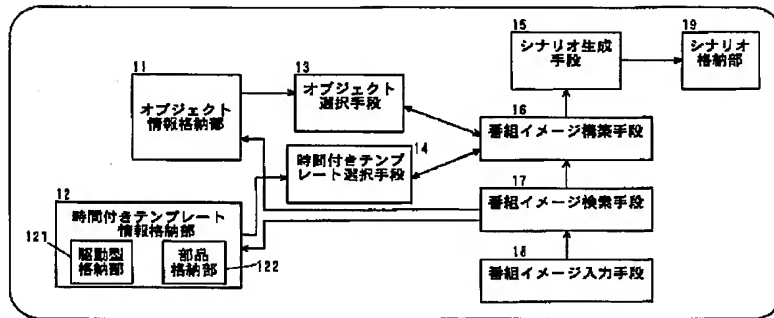 15
シナリオ生成
手段
19
シナリオ
格納部
11
オブジェクト
情報格納部
13
オブジェクト
選択手段
16
番組イメージ構築手段
14
時間付きテンプ
レート選択手段
17
番組イメージ検索手段
12
時間付きテンプレート
情報格納部
121
駆動型
格納部
部品
格納部
122
18
番組イメージ入力手段